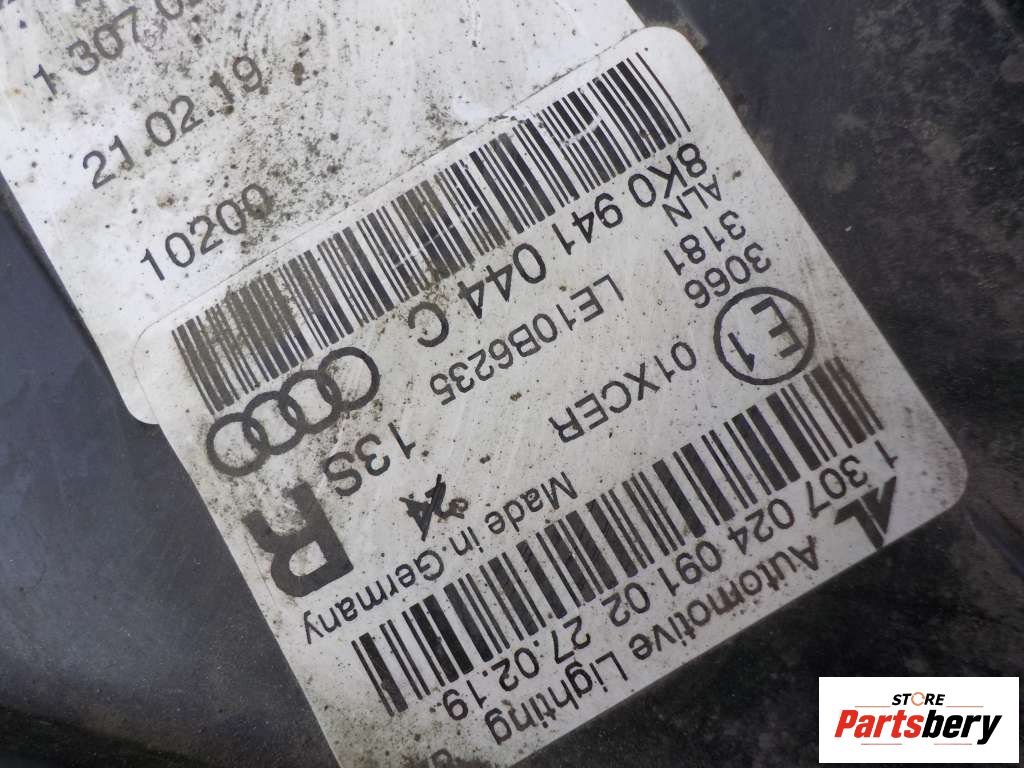 1 307 0
21.02.19
10200
8K0 941 044 C
ALN
3181
3066
LE10B6235
13S
E1
01XCER
R
Made in Germany
1 307 024 091.02 27.02.19
AL Automotive Lighting
STORE
Partsbery